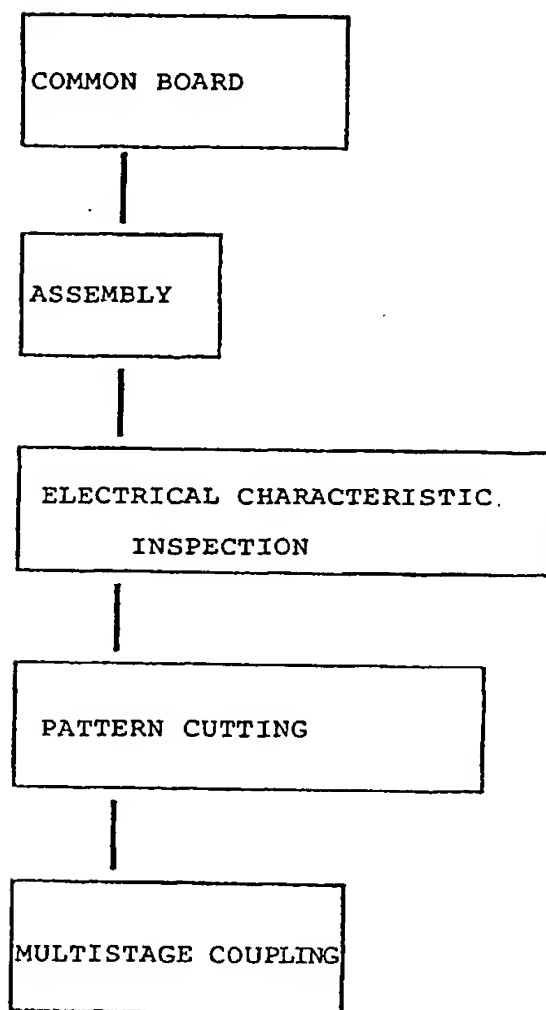 COMMON BOARD
ASSEMBLY
ELECTRICAL CHARACTERISTIC.
INSPECTION
PATTERN CUTTING
MULTISTAGE COUPLING